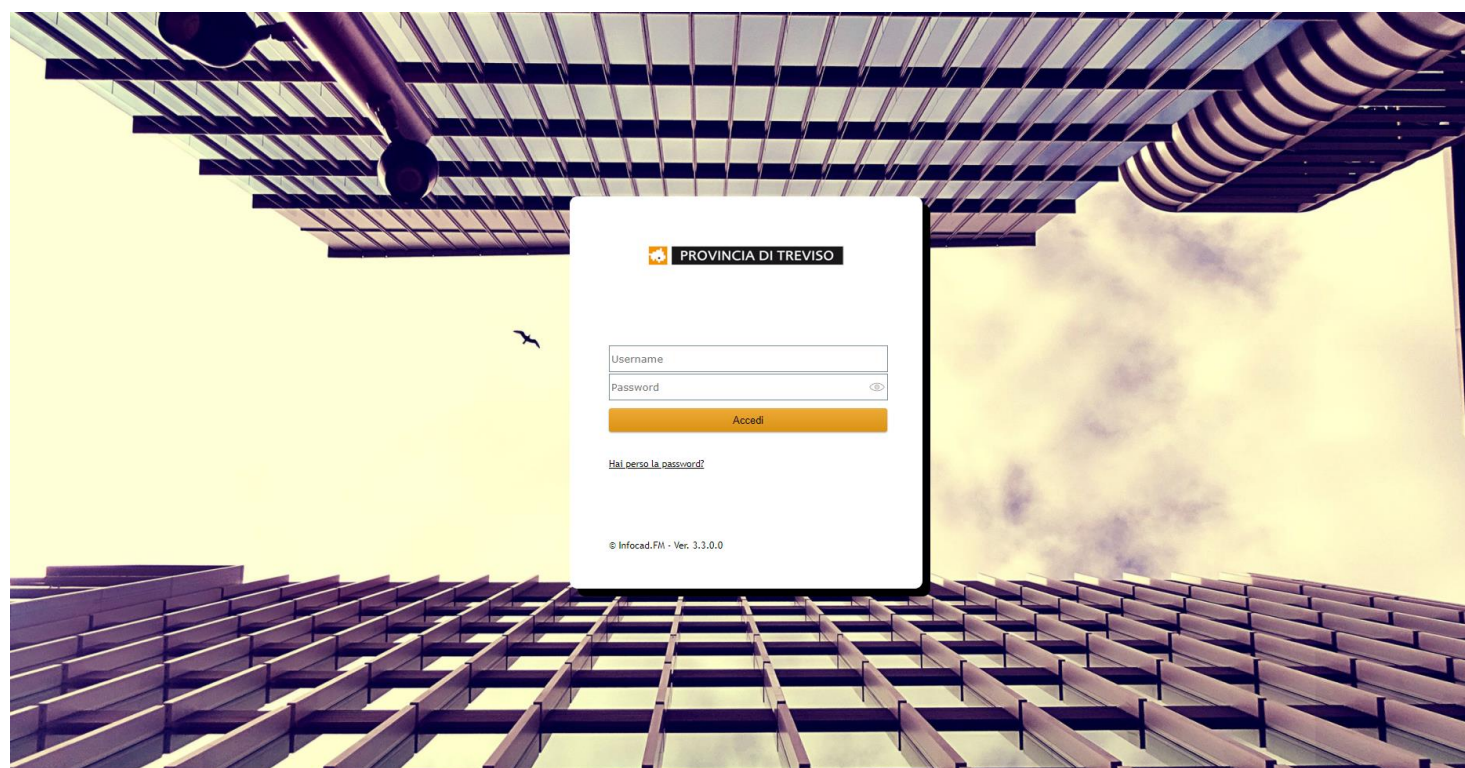 PROVINCIA DI TREVISO
Username
Password
Accedi
Hai perso la password?
© Infocad.FM - Ver. 3.3.0.0